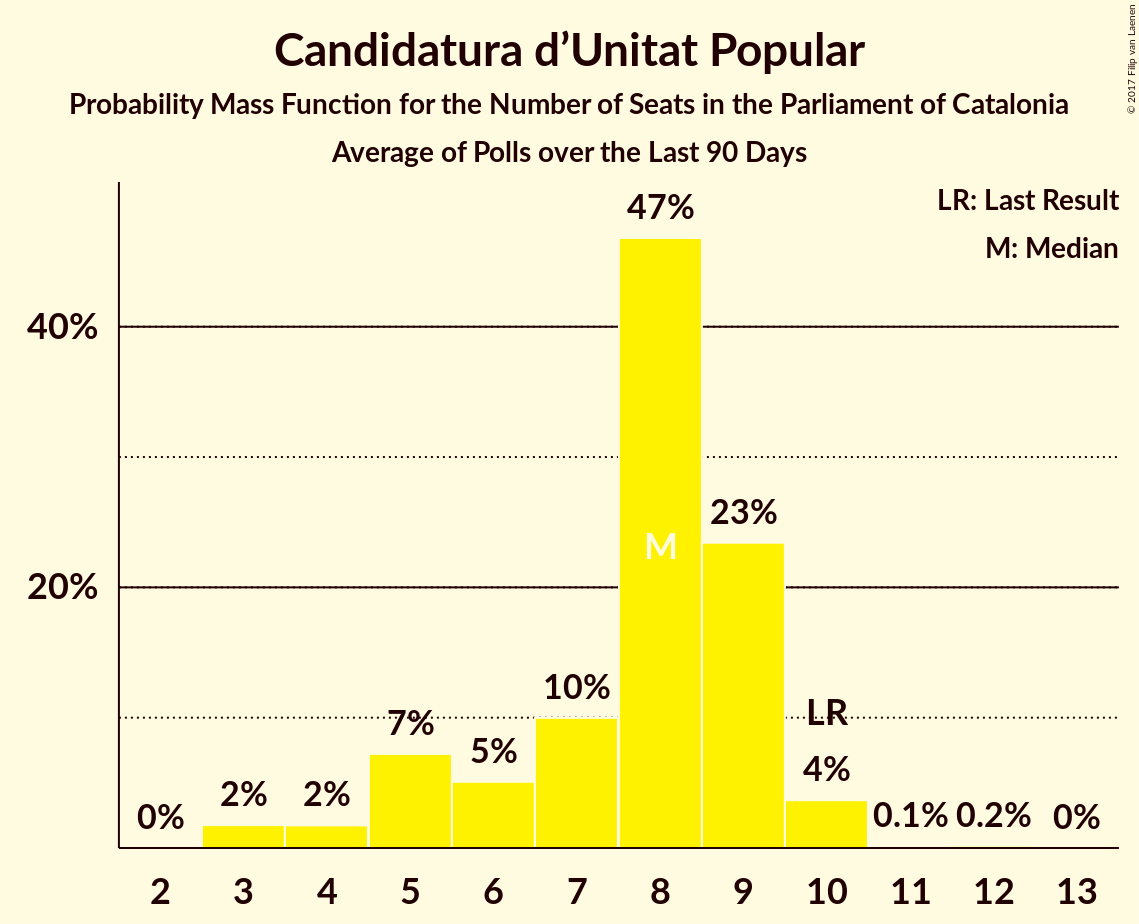 Candidatura d’Unitat Popular
Probability Mass Function for the Number of Seats in the Parliament of Catalonia
Average of Polls over the Last 90 Days
© 2017 Filip van Laenen
LR: Last Result
M: Median
40%
20%
0%
2%
2%
7%
5%
10%
47%
M
23%
LR
4%
0.1%
0.2%
0%
2 3 4 5 6 7 8 9 10 11 12 13